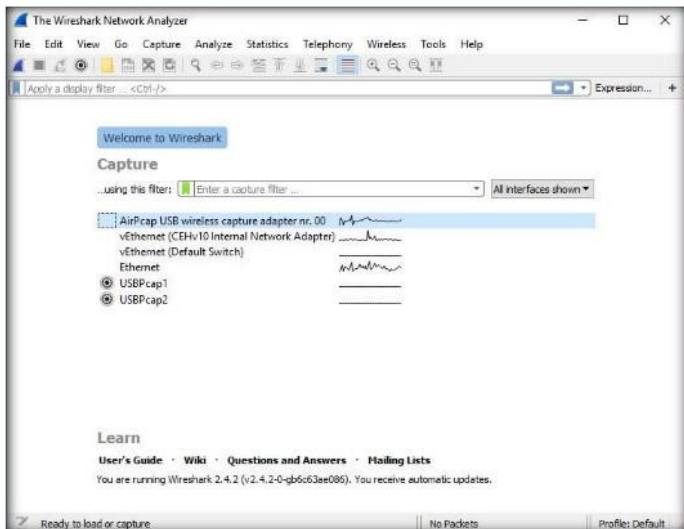 The Wireshark Network Analyzer
File Edit View Go Capture Analyze Statistics Telephony Wireless Tools Help
Apply a display filter ... <Ctrl-/> Expression... +
Welcome to Wireshark
Capture
...using this filter: Enter a capture filter ... All interfaces shown
AirPcap USB wireless capture adapter nr. 00
vEthernet (CEHv10 Internal Network Adapter)
vEthernet (Default Switch)
Ethernet
USBPcap1
USBPcap2
Learn
User's Guide · Wiki · Questions and Answers · Mailing Lists
You are running Wireshark 2.4.2 (v2.4.2-0-gb6c63ae086). You receive automatic updates.
Ready to load or capture No Packets Profile: Default